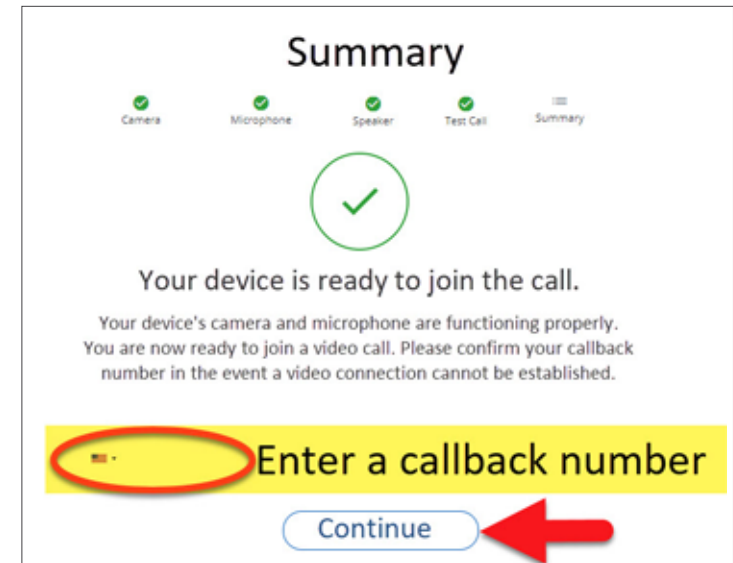 Summary
Camera Microphone Speaker Test Call Summary
Your device is ready to join the call.
Your device's camera and microphone are functioning properly.
You are now ready to join a video call. Please confirm your callback
number in the event a video connection cannot be established.
Enter a callback number
Continue